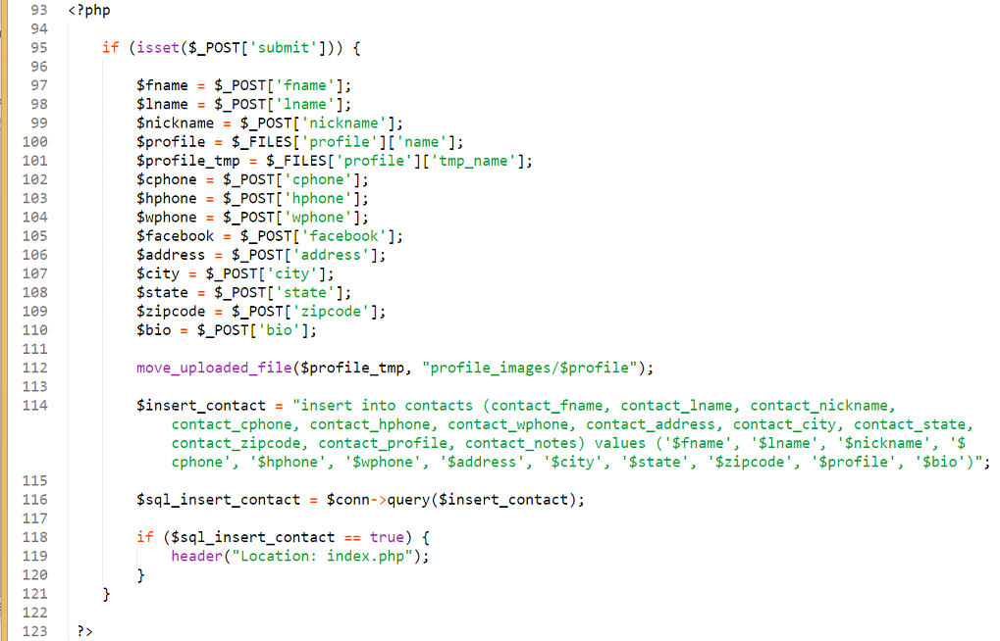 93 <?php
94
95 if (isset($_POST['submit'])) {
96
97 $fname = $_POST['fname'];
98 $lname = $_POST['lname'];
99 $nickname = $_POST['nickname'];
100 $profile = $_FILES['profile']['name'];
101 $profile_tmp = $_FILES['profile']['tmp_name'];
102 $cphone = $_POST['cphone'];
103 $hphone = $_POST['hphone'];
104 $wphone = $_POST['wphone'];
105 $facebook = $_POST['facebook'];
106 $address = $_POST['address'];
107 $city = $_POST['city'];
108 $state = $_POST['state'];
109 $zipcode = $_POST['zipcode'];
110 $bio = $_POST['bio'];
111
112 move_uploaded_file($profile_tmp, "profile_images/$profile");
113
114 $insert_contact = "insert into contacts (contact_fname, contact_lname, contact_nickname,
contact_cphone, contact_hphone, contact_wphone, contact_address, contact_city, contact_state,
contact_zipcode, contact_profile, contact_notes) values ('$fname', '$lname', '$nickname', '$
cphone', '$hphone', '$wphone', '$address', '$city', '$state', '$zipcode', '$profile', '$bio')";
115
116 $sql_insert_contact = $conn->query($insert_contact);
117
118 if ($sql_insert_contact == true) {
119 header("Location: index.php");
120 }
121 }
122
123 ?>